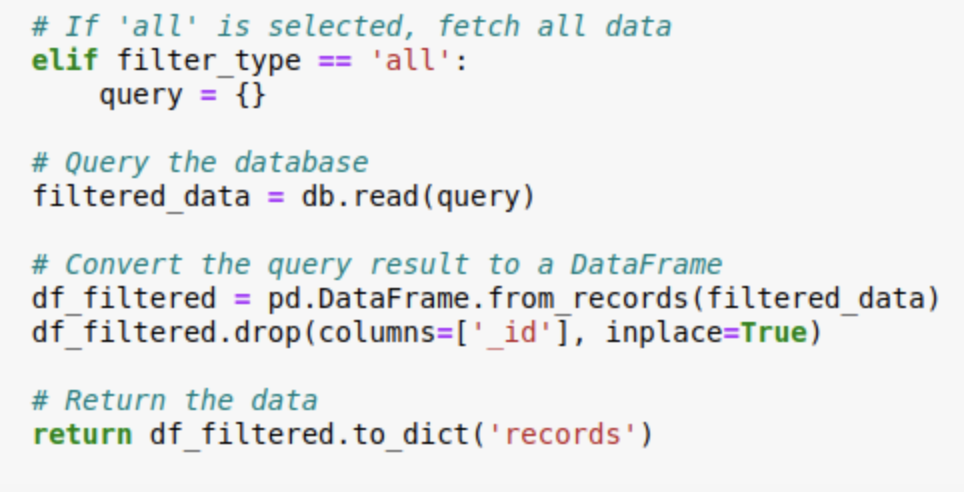 # If 'all' is selected, fetch all data
elif filter_type == 'all':
    query = {}

# Query the database
filtered_data = db.read(query)

# Convert the query result to a DataFrame
df_filtered = pd.DataFrame.from_records(filtered_data)
df_filtered.drop(columns=['_id'], inplace=True)

# Return the data
return df_filtered.to_dict('records')